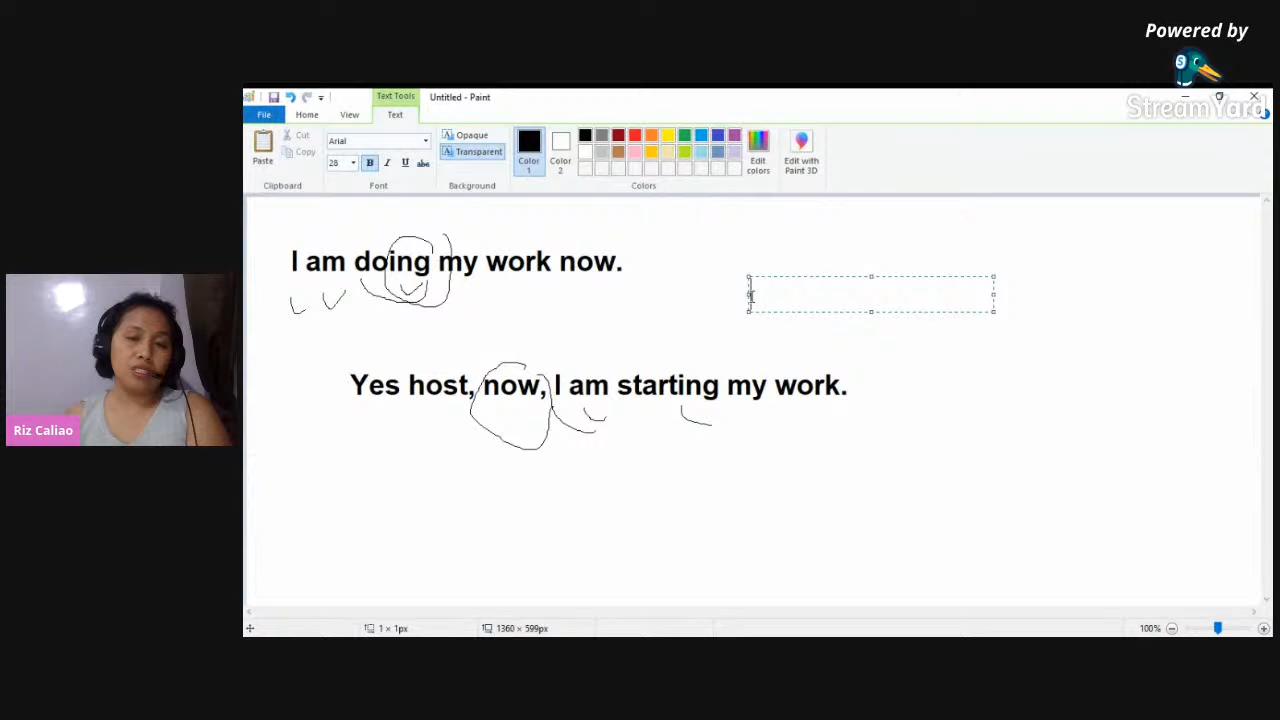 Powered by
StreamYard
Text Tools
Untitled - Paint
File
Home
View
Text
Paste
Cut
Copy
Clipboard
Arial
28
B
I
U
abc
Font
Opaque
Transparent
Background
Color 1
Color 2
Edit colors
Edit with Paint 3D
Colors
I am doing my work now.
Yes host, now, I am starting my work.
Riz Caliao
1 × 1px
1360 × 599px
100%